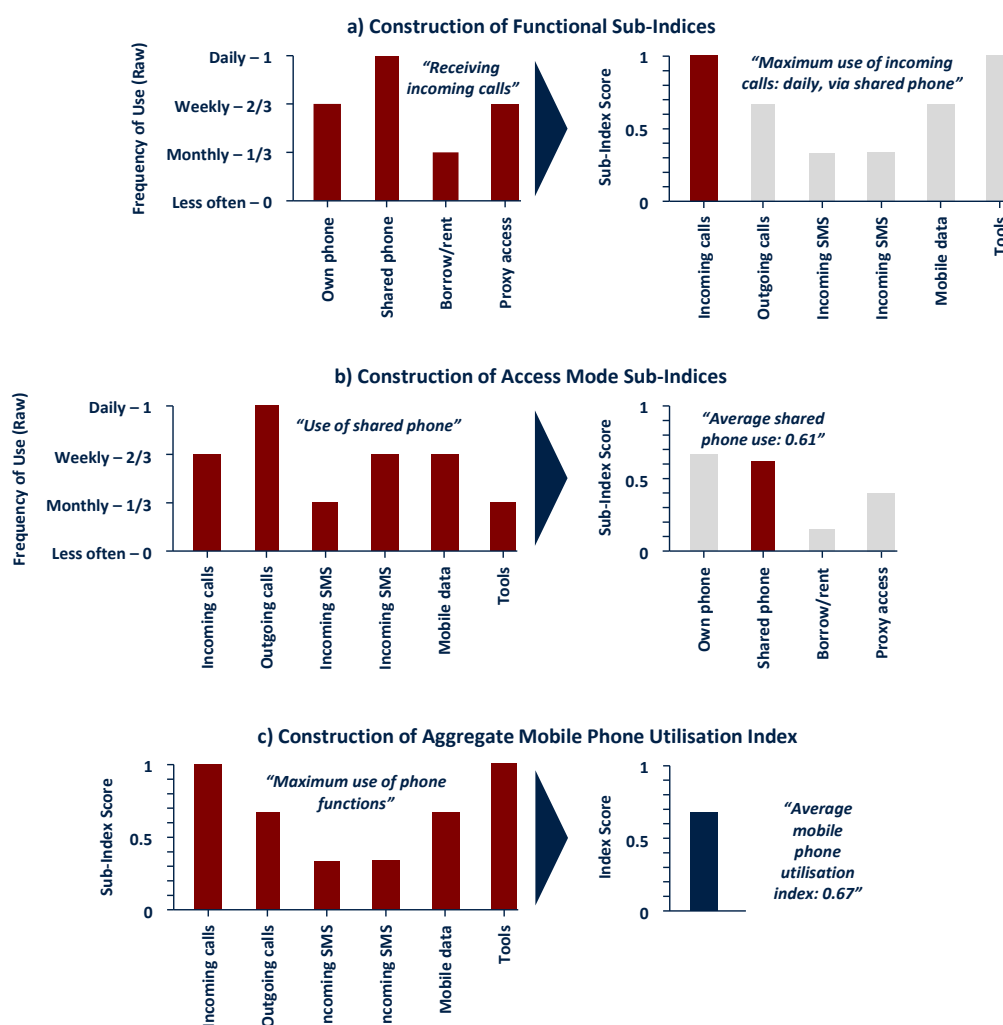 a) Construction of Functional Sub-Indices
Frequency of Use (Raw)
Daily – 1
Weekly – 2/3
Monthly – 1/3
Less often – 0
“Receiving
incoming calls”
Own phone
Shared phone
Borrow/rent
Proxy access
Sub-Index Score
1
0.5
0
“Maximum use of incoming
calls: daily, via shared phone”
Incoming calls
Outgoing calls
Incoming SMS
Incoming SMS
Mobile data
Tools
b) Construction of Access Mode Sub-Indices
Frequency of Use (Raw)
Daily – 1
Weekly – 2/3
Monthly – 1/3
Less often – 0
“Use of shared phone”
Incoming calls
Outgoing calls
Incoming SMS
Incoming SMS
Mobile data
Tools
Sub-Index Score
1
0.5
0
“Average shared
phone use: 0.61”
Own phone
Shared phone
Borrow/rent
Proxy access
c) Construction of Aggregate Mobile Phone Utilisation Index
Sub-Index Score
1
0.5
0
“Maximum use of phone
functions”
Incoming calls
Outgoing calls
Incoming SMS
Incoming SMS
Mobile data
Tools
Index Score
1
0.5
0
“Average
mobile
phone
utilisation
index: 0.67”